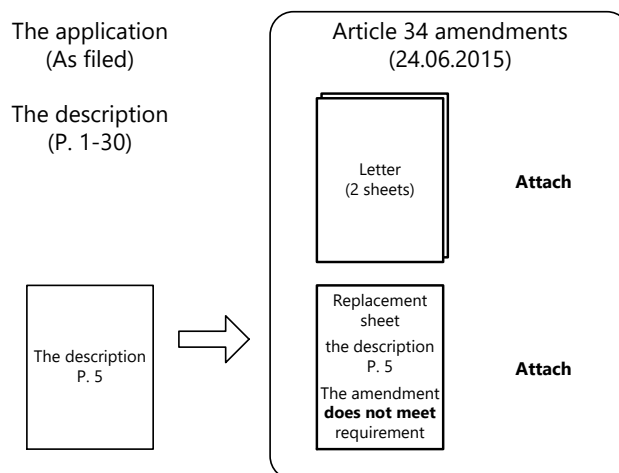 The application
(As filed)
The description
(P. 1-30)
The description
P. 5
Article 34 amendments
(24.06.2015)
Letter
(2 sheets)
Attach
Replacement
sheet
the description
P. 5
The amendment
does not meet
requirement
Attach